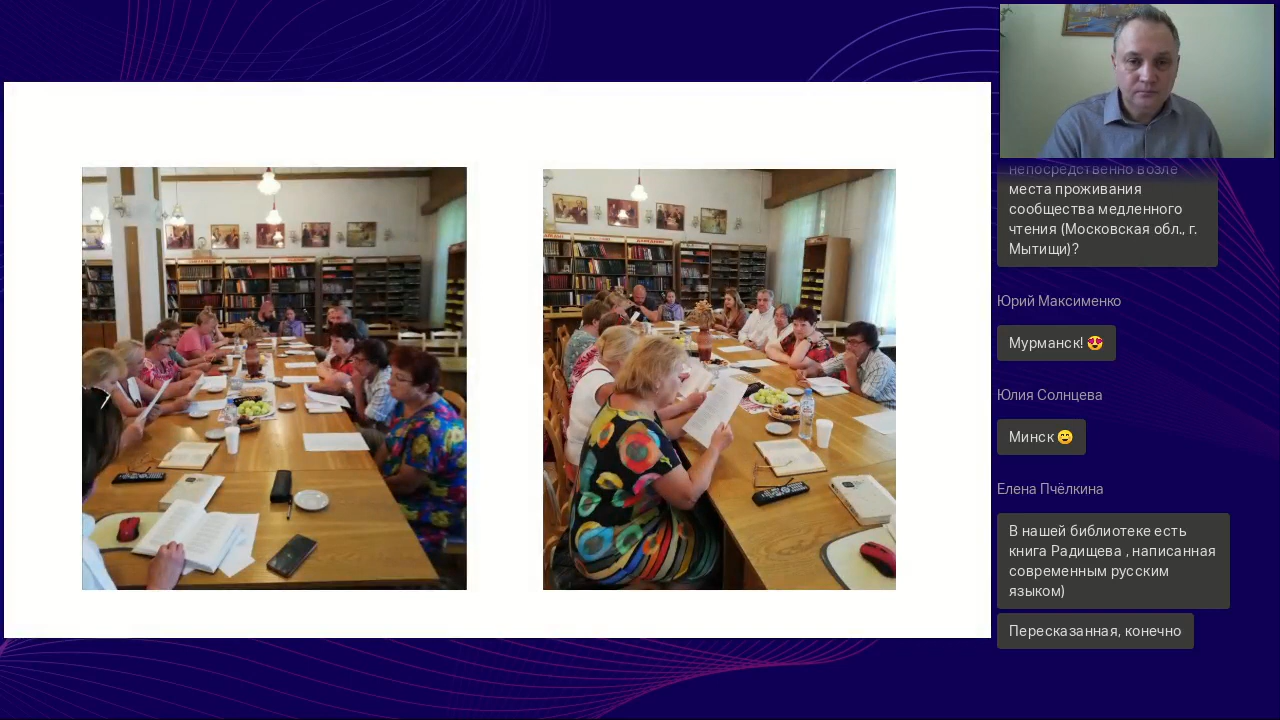 непосредственно возле
места проживания
сообщества медленного
чтения (Московская обл., г.
Мытищи)?
Юрий Максименко
Мурманск! 😍
Юлия Солнцева
Минск 😄
Елена Пчёлкина
В нашей библиотеке есть
книга Радищева , написанная
современным русским
языком)
Пересказанная, конечно